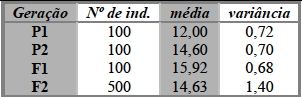 Geração Nº de ind. média variância
P1 100 12,00 0,72
P2 100 14,60 0,70
F1 100 15,92 0,68
F2 500 14,63 1,40